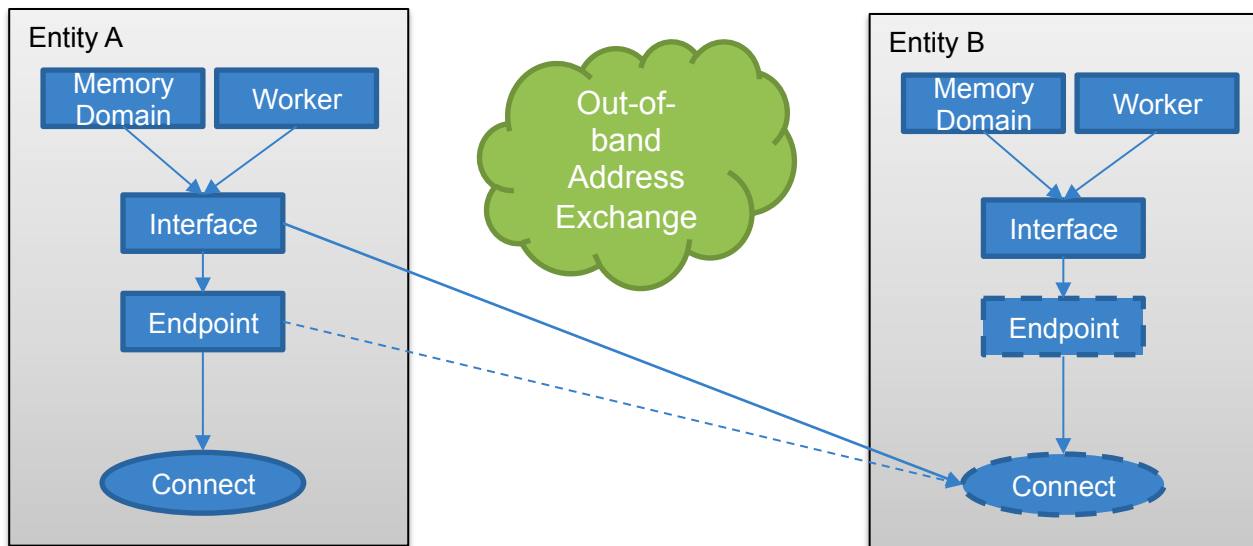 Entity A
Memory
Domain
Worker
Interface
Endpoint
Connect
Out-of-
band
Address
Exchange
Entity B
Memory
Domain
Worker
Interface
Endpoint
Connect